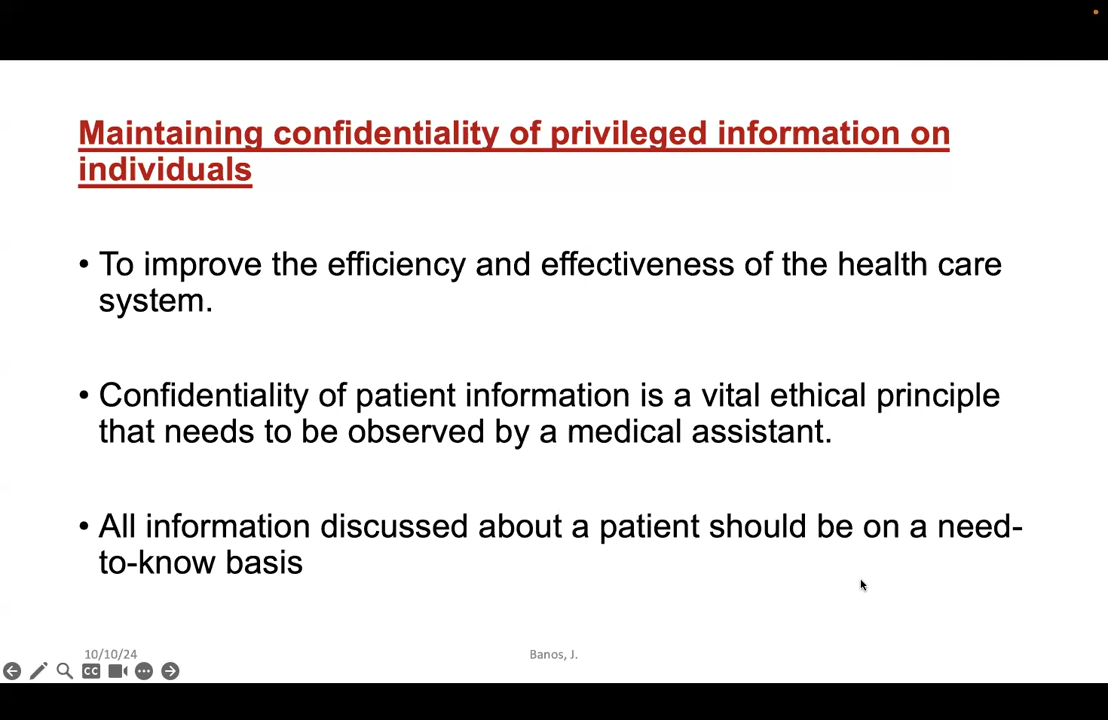 Maintaining confidentiality of privileged information on
individuals
• To improve the efficiency and effectiveness of the health care
system.
• Confidentiality of patient information is a vital ethical principle
that needs to be observed by a medical assistant.
• All information discussed about a patient should be on a need-
to-know basis
10/10/24
Banos, J.
CC